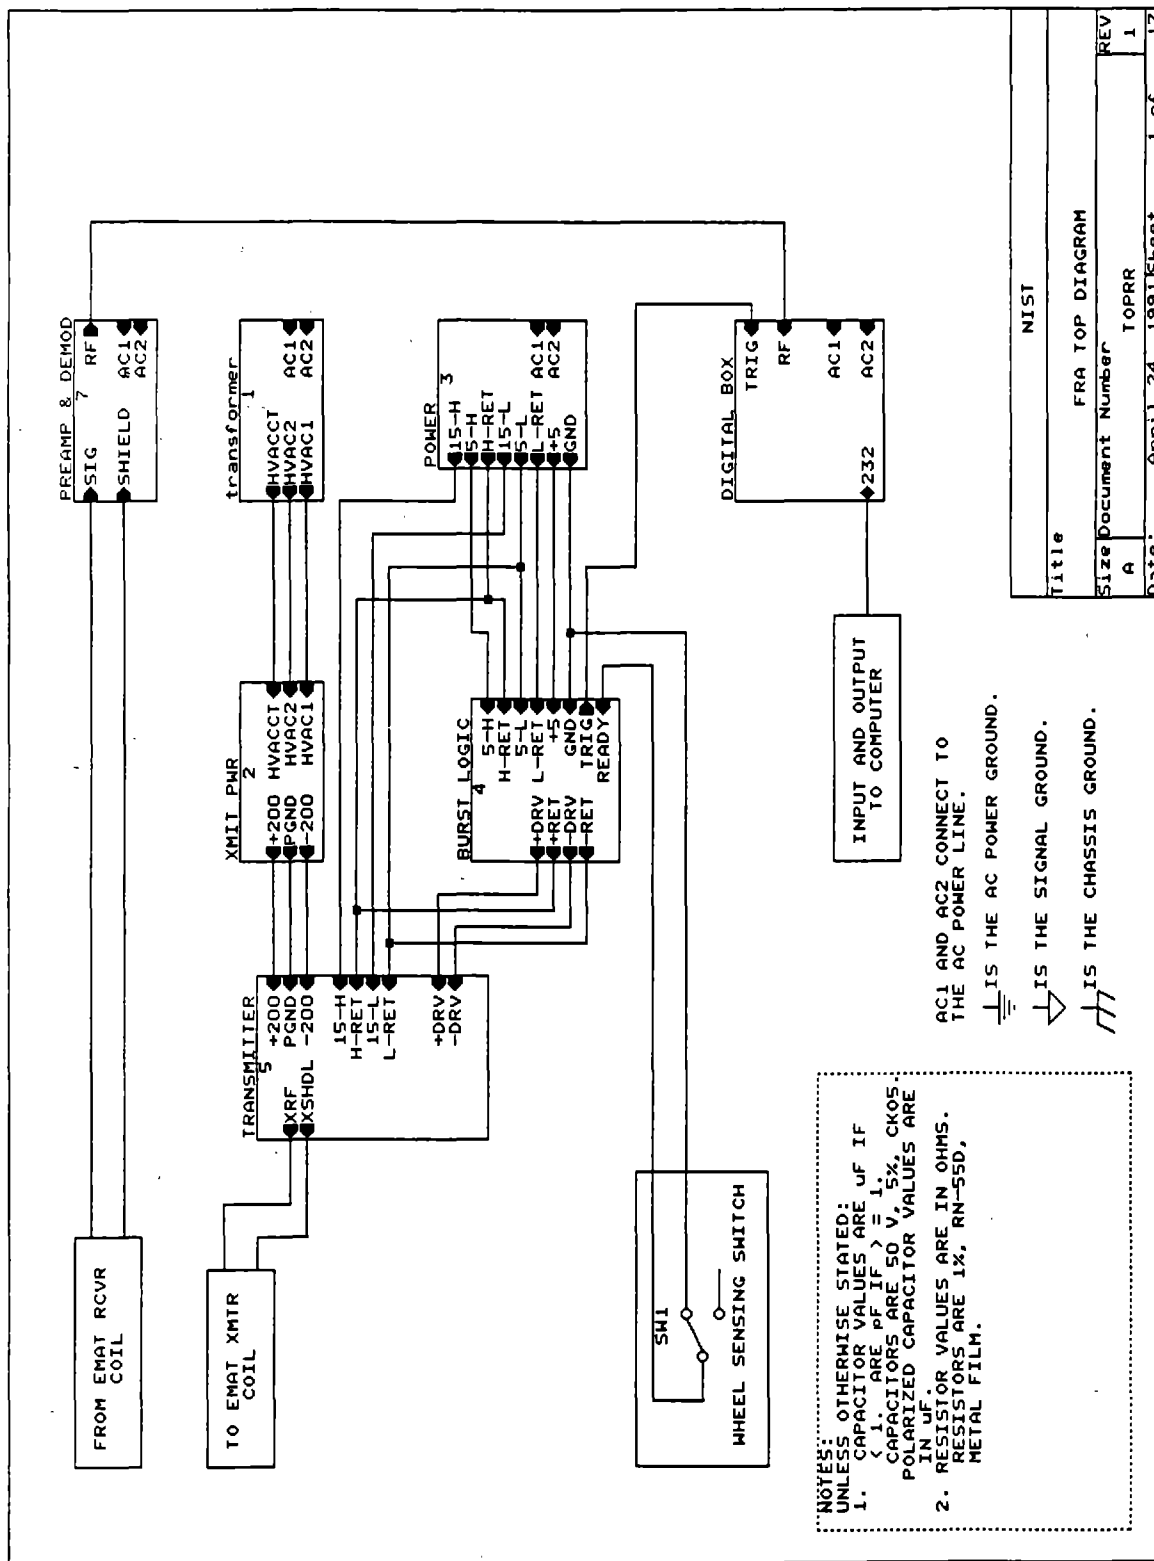 FROM EMAT RCVR
COIL
TO EMAT XMTR
COIL
PREAMP & DEMOD
7
SIG
SHIELD
RF
AC1
AC2
transformer
1
HVACCT
HVAC2
HVAC1
AC1
AC2
XMIT PWR
2
+200
PGND
-200
HVACCT
HVAC2
HVAC1
TRANSMITTER
5
XRF
XSHDL
+200
PGND
-200
15-H
H-RET
15-L
L-RET
+DRV
-DRV
POWER
3
15-H
5-H
H-RET
15-L
5-L
L-RET
+5
GND
AC1
AC2
BURST LOGIC
4
+DRV
+RET
-DRV
-RET
5-H
H-RET
5-L
L-RET
+5
GND
TRIG
READY
DIGITAL BOX
232
TRIG
RF
AC1
AC2
SW1
WHEEL SENSING SWITCH
INPUT AND OUTPUT
TO COMPUTER
NOTES:
UNLESS OTHERWISE STATED:
1. CAPACITOR VALUES ARE uF IF
< 1. ARE pF IF > = 1.
CAPACITORS ARE 50 V, 5%, CK05.
POLARIZED CAPACITOR VALUES ARE
IN uF.
2. RESISTOR VALUES ARE IN OHMS.
RESISTORS ARE 1%, RN-55D,
METAL FILM.
AC1 AND AC2 CONNECT TO
THE AC POWER LINE.
IS THE AC POWER GROUND.
IS THE SIGNAL GROUND.
IS THE CHASSIS GROUND.
NIST
Title
FRA TOP DIAGRAM
Size Document Number
REV
A
TOPRR
1
Date: April 24, 1991 Sheet 1 of 17